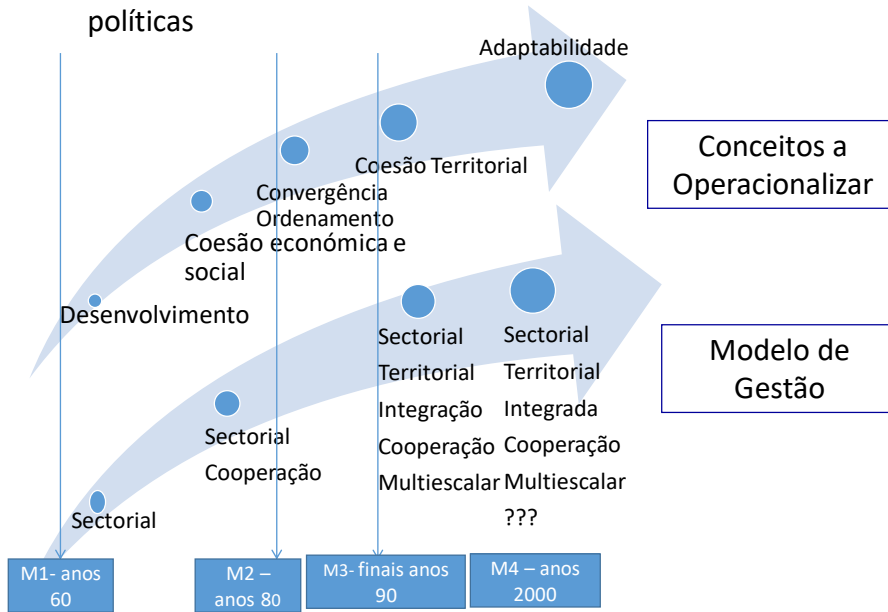 políticas
Adaptabilidade
Coesão Territorial
Convergência
Ordenamento
Coesão económica e
social
Desenvolvimento
Conceitos a
Operacionalizar
Sectorial
Territorial
Integração
Cooperação
Multiescalar
Sectorial
Territorial
Integrada
Cooperação
Multiescalar
???
Sectorial
Cooperação
Sectorial
Modelo de
Gestão
M1- anos
60
M2 –
anos 80
M3- finais anos
90
M4 – anos
2000